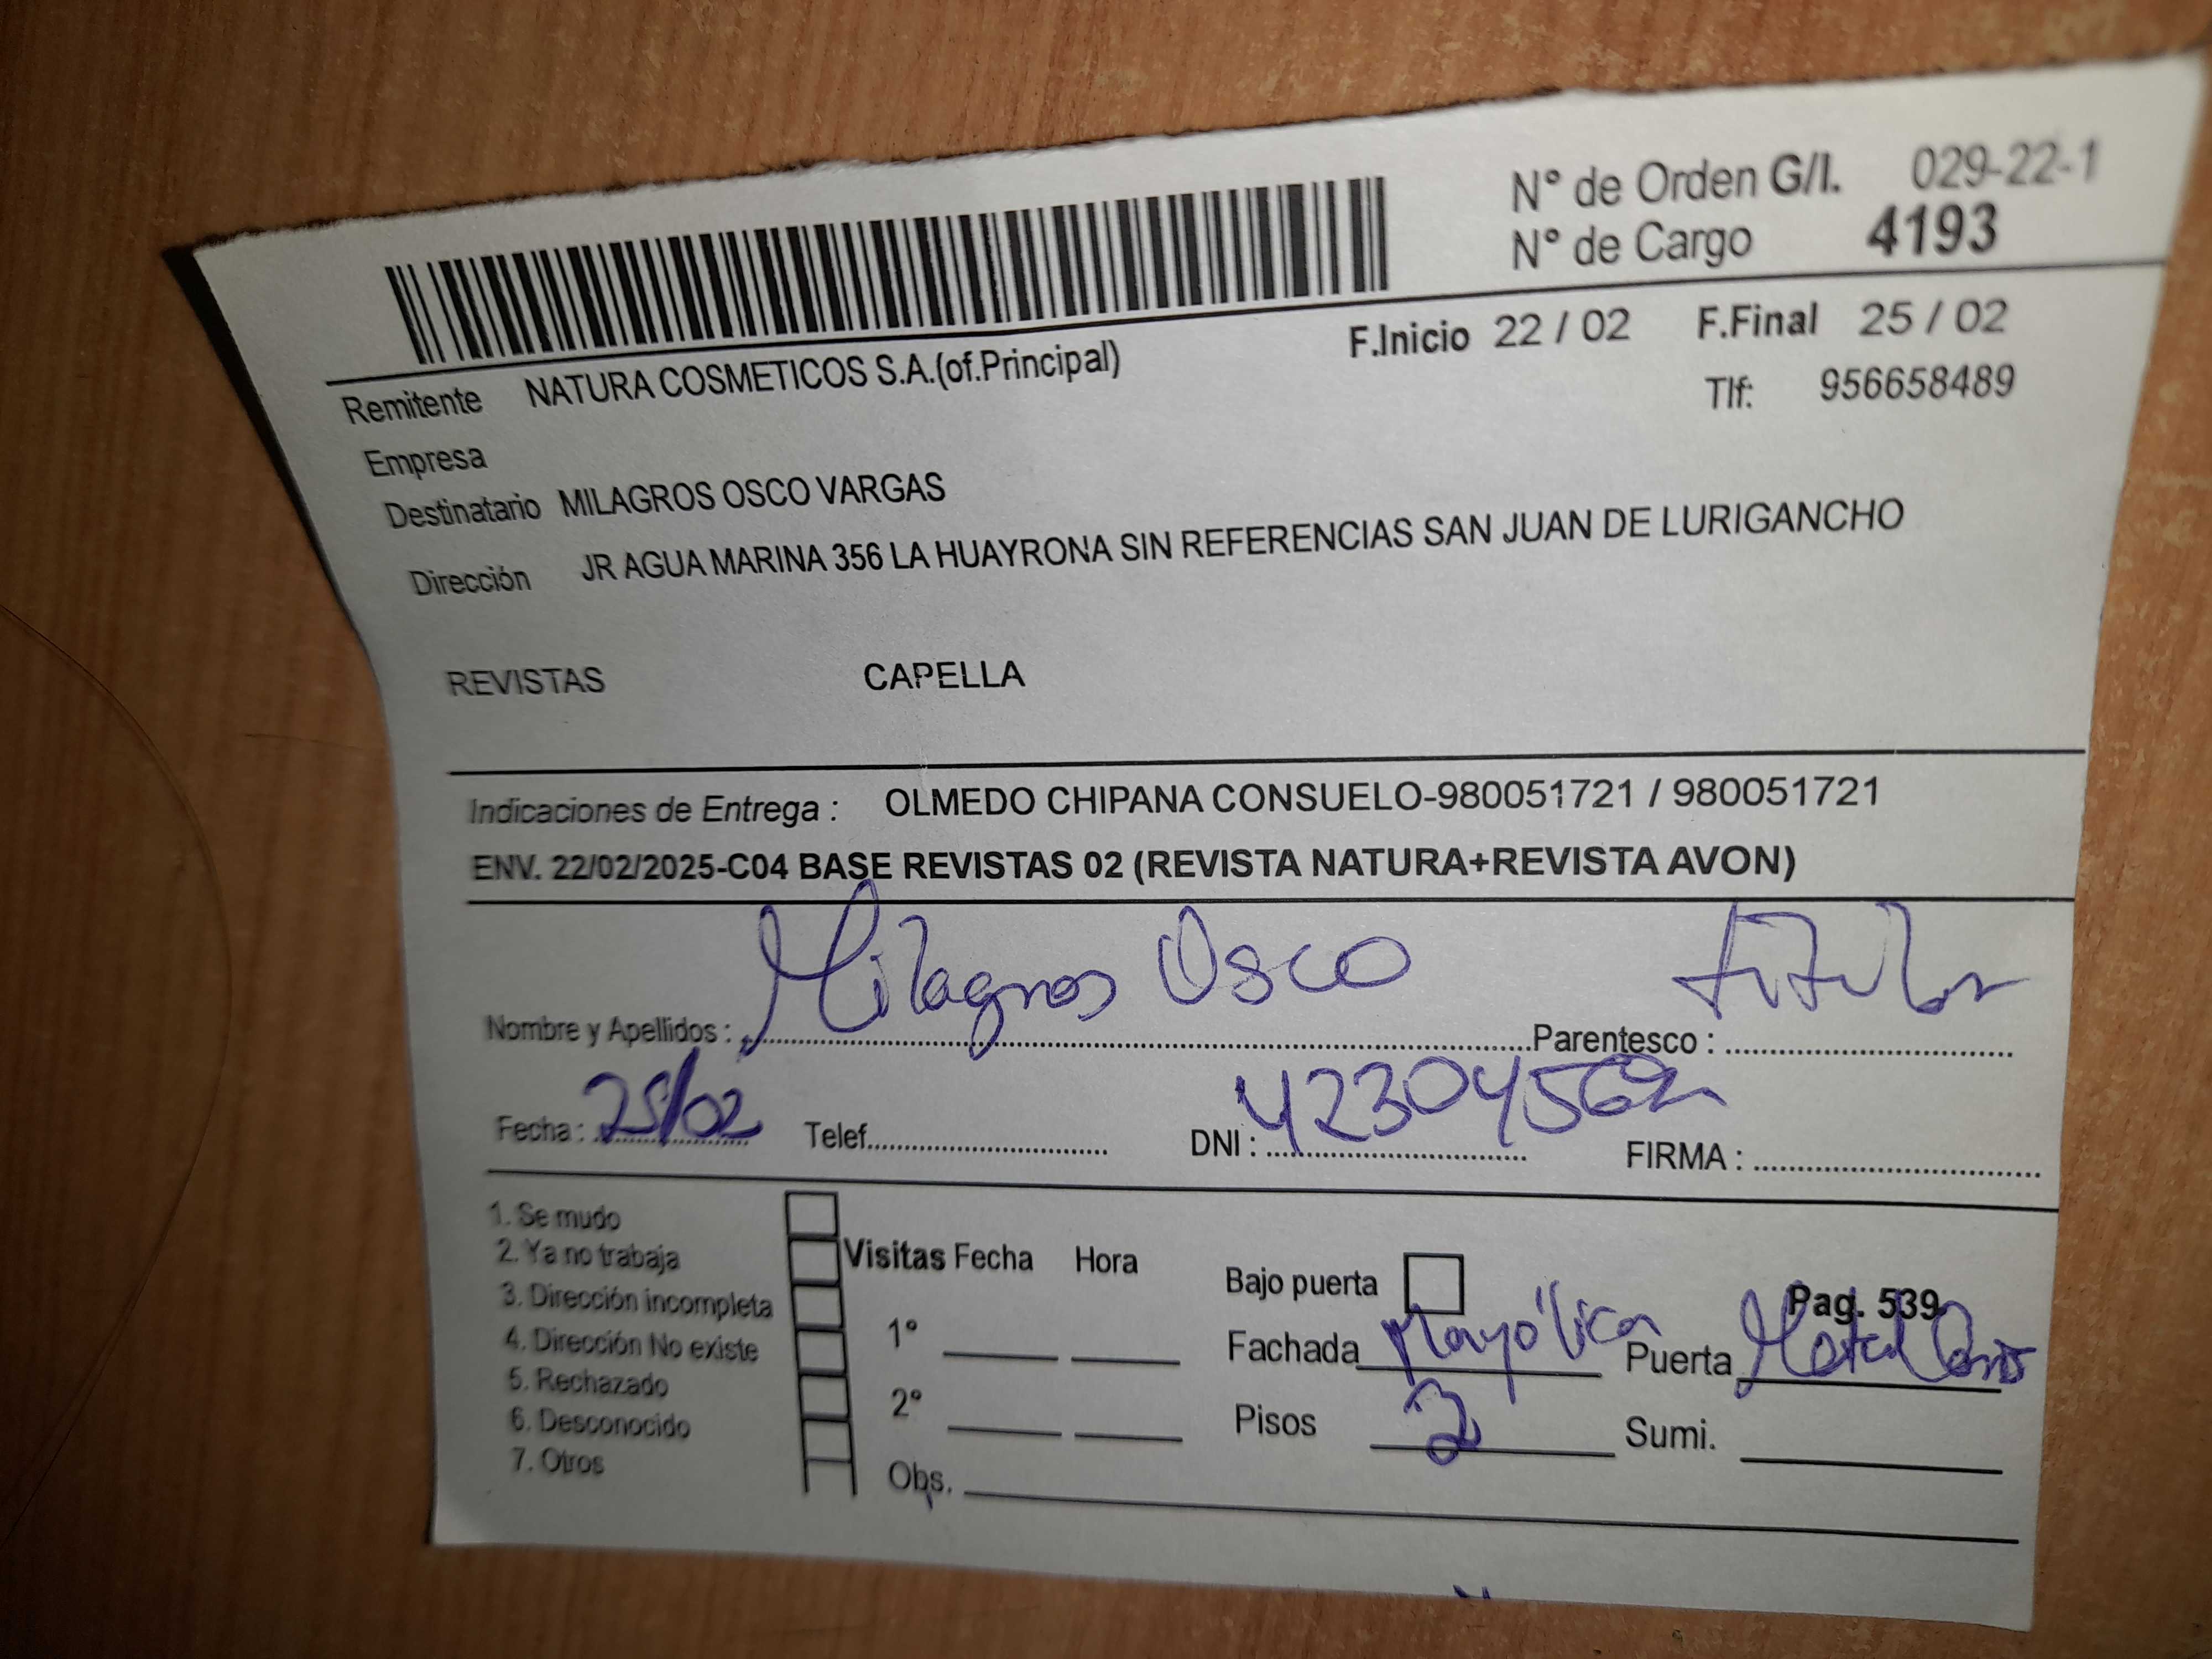 N° de Orden G/I. 029-22-1
N° de Cargo 4193
F.Inicio 22 / 02 F.Final 25 / 02
Remitente NATURA COSMETICOS S.A.(of.Principal)
Tlf: 956658489
Empresa
Destinatario MILAGROS OSCO VARGAS
Dirección JR AGUA MARINA 356 LA HUAYRONA SIN REFERENCIAS SAN JUAN DE LURIGANCHO
REVISTAS CAPELLA
Indicaciones de Entrega : OLMEDO CHIPANA CONSUELO-980051721 / 980051721
ENV. 22/02/2025-C04 BASE REVISTAS 02 (REVISTA NATURA+REVISTA AVON)
Nombre y Apellidos : Milagros Osco Parentesco : titular
Fecha : 25/02 Telef. DNI : FIRMA :
1. Se mudo
2. Ya no trabaja
3. Dirección incompleta
4. Dirección No existe
5. Rechazado
6. Desconocido
7. Otros
Visitas Fecha Hora
1°
2°
Obs.
Bajo puerta
Pag. 539
Fachada Mayólica Puerta Metal
Pisos 2 Sumi.